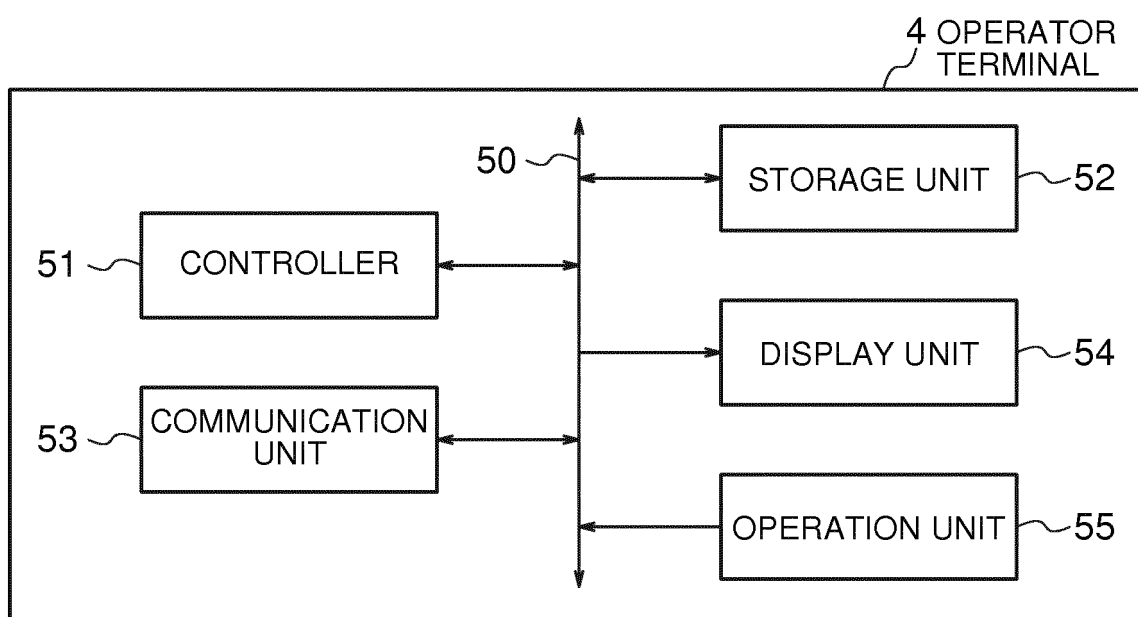 4 OPERATOR
TERMINAL
50
STORAGE UNIT
52
51
CONTROLLER
DISPLAY UNIT
54
53
COMMUNICATION
UNIT
OPERATION UNIT
55